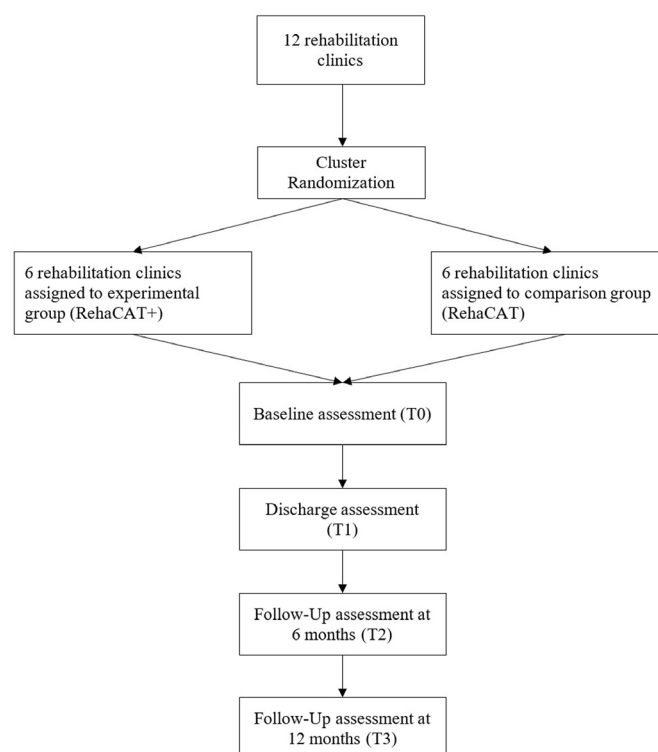 12 rehabilitation
clinics
Cluster
Randomization
6 rehabilitation clinics
assigned to experimental
group (RehaCAT+)
6 rehabilitation clinics
assigned to comparison group
(RehaCAT)
Baseline assessment (T0)
Discharge assessment
(T1)
Follow-Up assessment at
6 months (T2)
Follow-Up assessment at
12 months (T3)